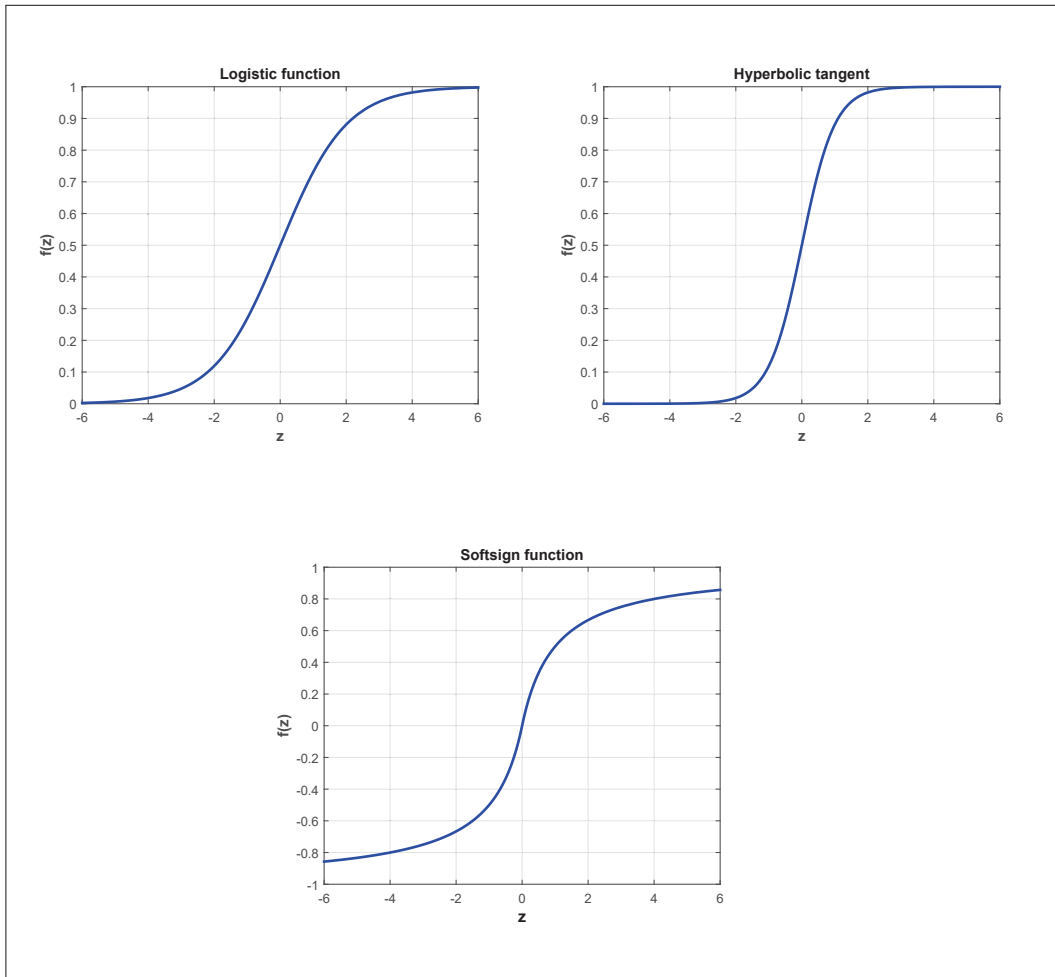 Logistic function
1
0.9
0.8
0.7
0.6
0.5
0.4
0.3
0.2
0.1
0
f(z)
-6 -4 -2 0 2 4 6
z
Hyperbolic tangent
1
0.9
0.8
0.7
0.6
0.5
0.4
0.3
0.2
0.1
0
f(z)
-6 -4 -2 0 2 4 6
z
Softsign function
1
0.8
0.6
0.4
0.2
0
-0.2
-0.4
-0.6
-0.8
-1
f(z)
-6 -4 -2 0 2 4 6
z